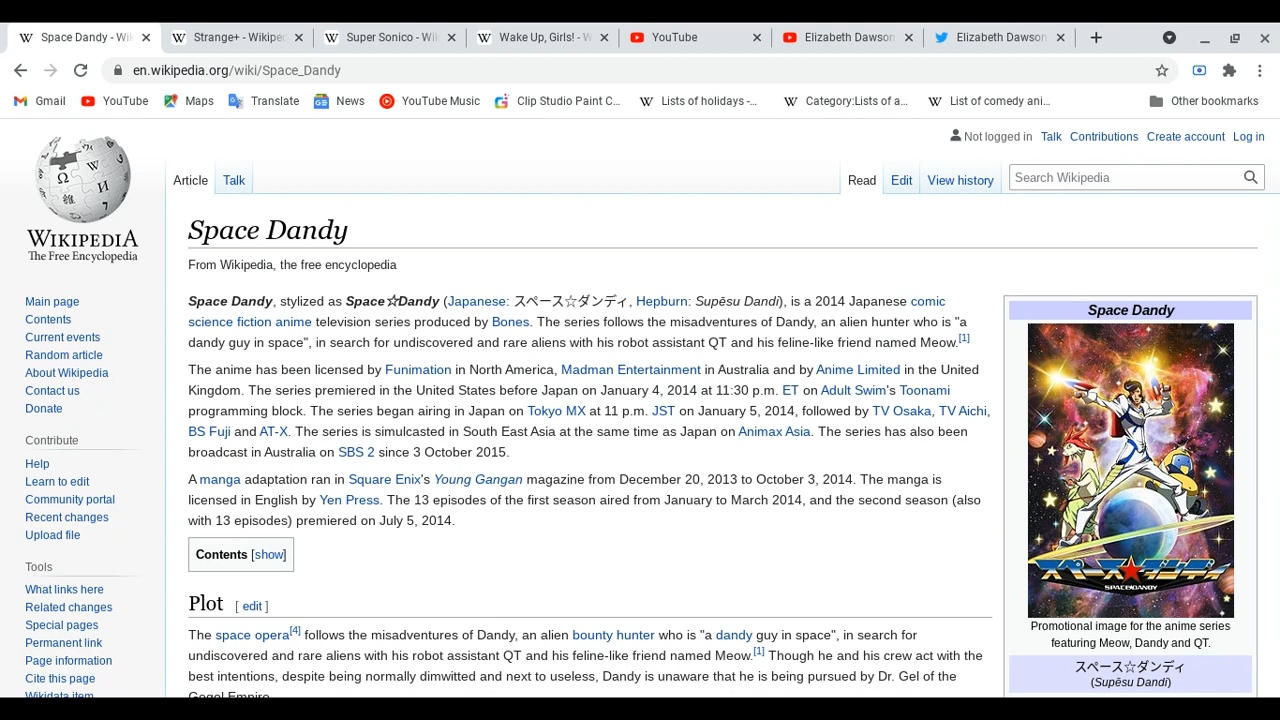 Space Dandy - Wik
Strange+ - Wikiped
Super Sonico - Wik
Wake Up, Girls! - W
YouTube
Elizabeth Dawson
Elizabeth Dawson
en.wikipedia.org/wiki/Space_Dandy
Gmail
YouTube
Maps
Translate
News
YouTube Music
Clip Studio Paint C...
Lists of holidays -...
Category:Lists of a...
List of comedy ani...
Other bookmarks
Not logged in Talk Contributions Create account Log in
WIKIPEDIA
The Free Encyclopedia
Main page
Contents
Current events
Random article
About Wikipedia
Contact us
Donate
Contribute
Help
Learn to edit
Community portal
Recent changes
Upload file
Tools
What links here
Related changes
Special pages
Permanent link
Page information
Cite this page
Wikidata item
Article Talk
Read Edit View history
Search Wikipedia
Space Dandy
From Wikipedia, the free encyclopedia
Space Dandy, stylized as Space☆Dandy (Japanese: スペース☆ダンディ, Hepburn: Supēsu Dandi), is a 2014 Japanese comic
science fiction anime television series produced by Bones. The series follows the misadventures of Dandy, an alien hunter who is "a
dandy guy in space", in search for undiscovered and rare aliens with his robot assistant QT and his feline-like friend named Meow.[1]
The anime has been licensed by Funimation in North America, Madman Entertainment in Australia and by Anime Limited in the United
Kingdom. The series premiered in the United States before Japan on January 4, 2014 at 11:30 p.m. ET on Adult Swim's Toonami
programming block. The series began airing in Japan on Tokyo MX at 11 p.m. JST on January 5, 2014, followed by TV Osaka, TV Aichi,
BS Fuji and AT-X. The series is simulcasted in South East Asia at the same time as Japan on Animax Asia. The series has also been
broadcast in Australia on SBS 2 since 3 October 2015.
A manga adaptation ran in Square Enix's Young Gangan magazine from December 20, 2013 to October 3, 2014. The manga is
licensed in English by Yen Press. The 13 episodes of the first season aired from January to March 2014, and the second season (also
with 13 episodes) premiered on July 5, 2014.
Contents [show]
Plot [ edit ]
The space opera[4] follows the misadventures of Dandy, an alien bounty hunter who is "a dandy guy in space", in search for
undiscovered and rare aliens with his robot assistant QT and his feline-like friend named Meow.[1] Though he and his crew act with the
best intentions, despite being normally dimwitted and next to useless, Dandy is unaware that he is being pursued by Dr. Gel of the
Gogol Empire.
Space Dandy
スペース★ダンディ
SPACE DANDY
Promotional image for the anime series
featuring Meow, Dandy and QT.
スペース☆ダンディ
(Supēsu Dandi)